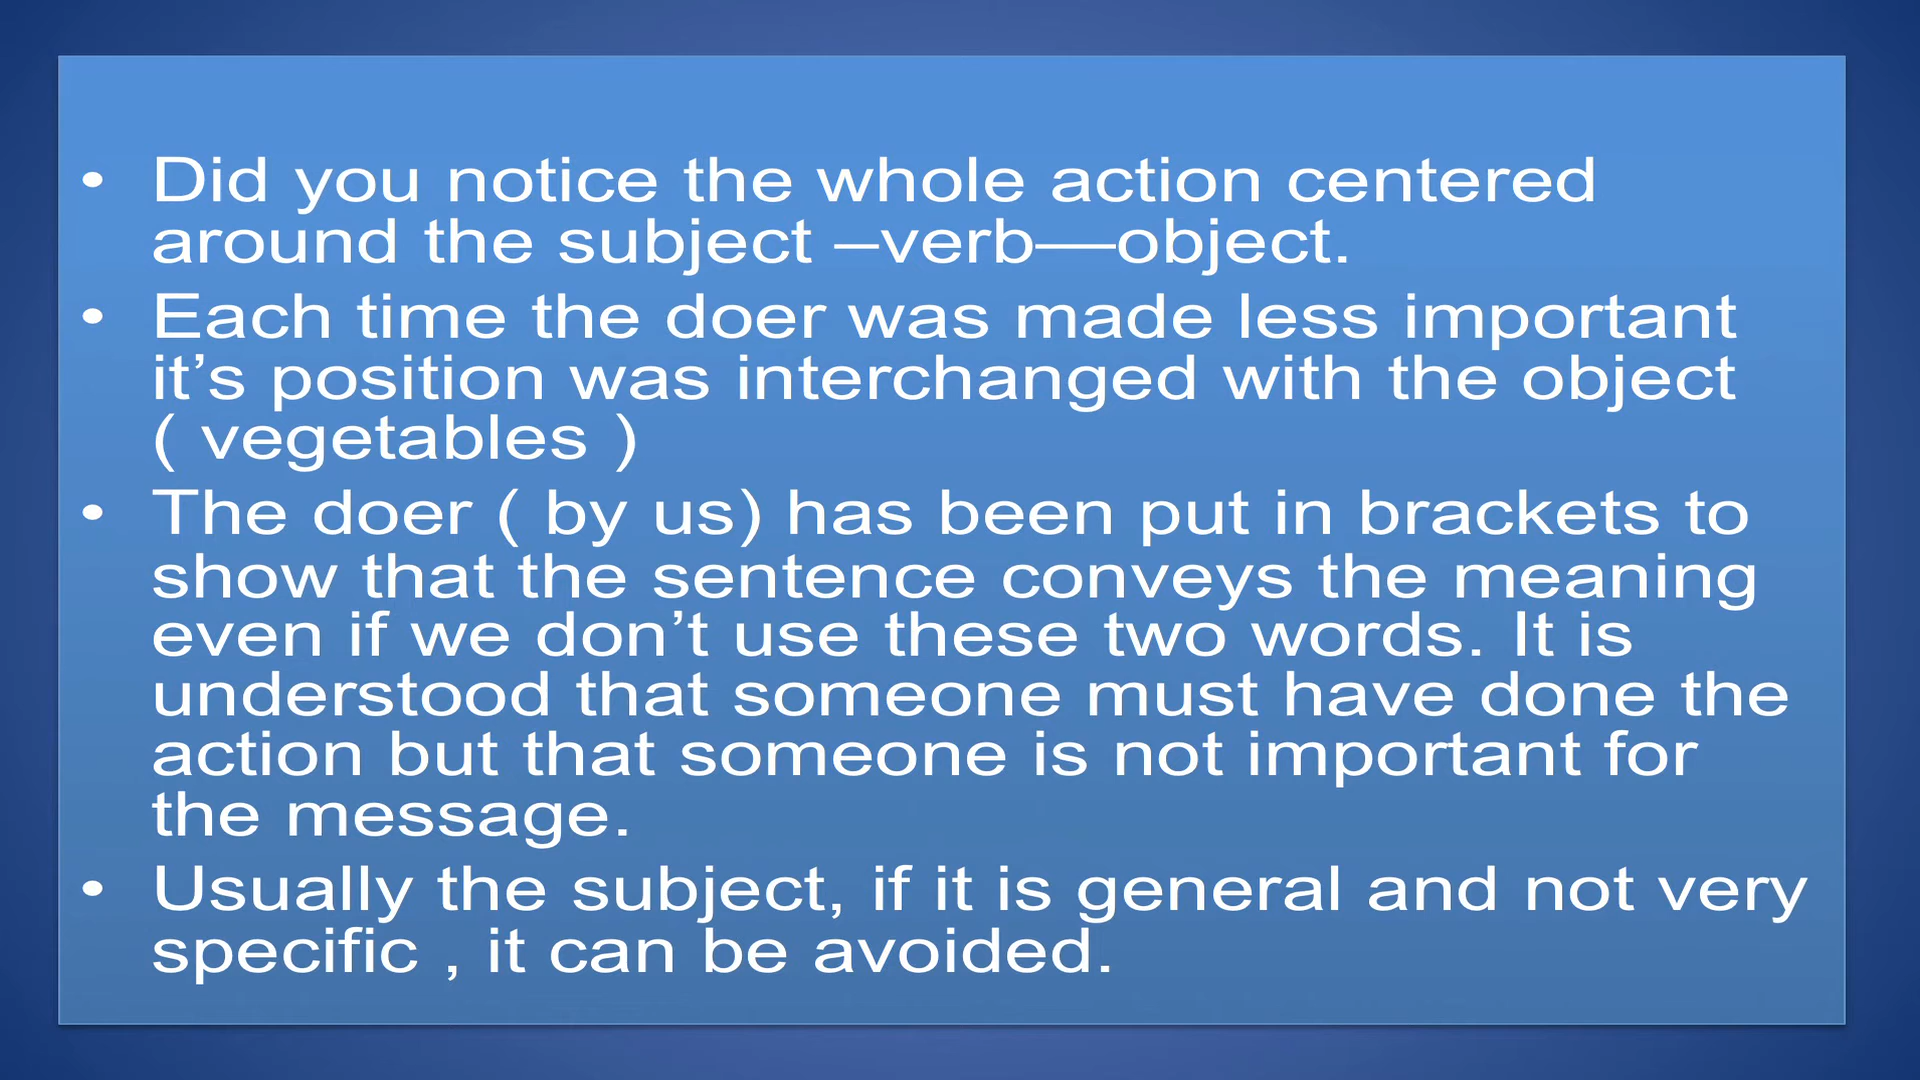 • Did you notice the whole action centered
around the subject –verb—object.
• Each time the doer was made less important
it’s position was interchanged with the object
( vegetables )
• The doer ( by us) has been put in brackets to
show that the sentence conveys the meaning
even if we don’t use these two words. It is
understood that someone must have done the
action but that someone is not important for
the message.
• Usually the subject, if it is general and not very
specific , it can be avoided.